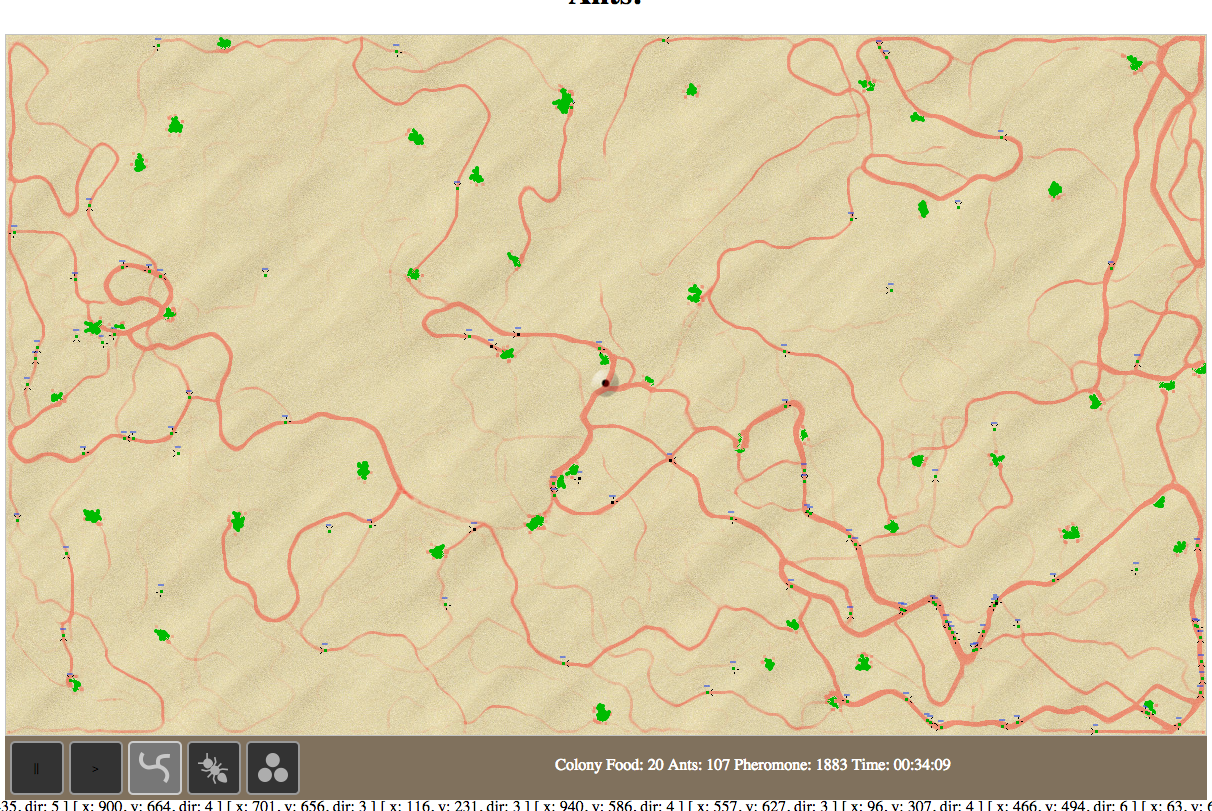 Ants!
||
>
Colony Food: 20 Ants: 107 Pheromone: 1883 Time: 00:34:09
35, dir: 5 ] [ x: 900, y: 664, dir: 4 ] [ x: 701, y: 656, dir: 3 ] [ x: 116, y: 231, dir: 3 ] [ x: 940, y: 586, dir: 4 ] [ x: 557, y: 627, dir: 3 ] [ x: 96, y: 307, dir: 4 ] [ x: 466, y: 494, dir: 6 ] [ x: 63, y: 6